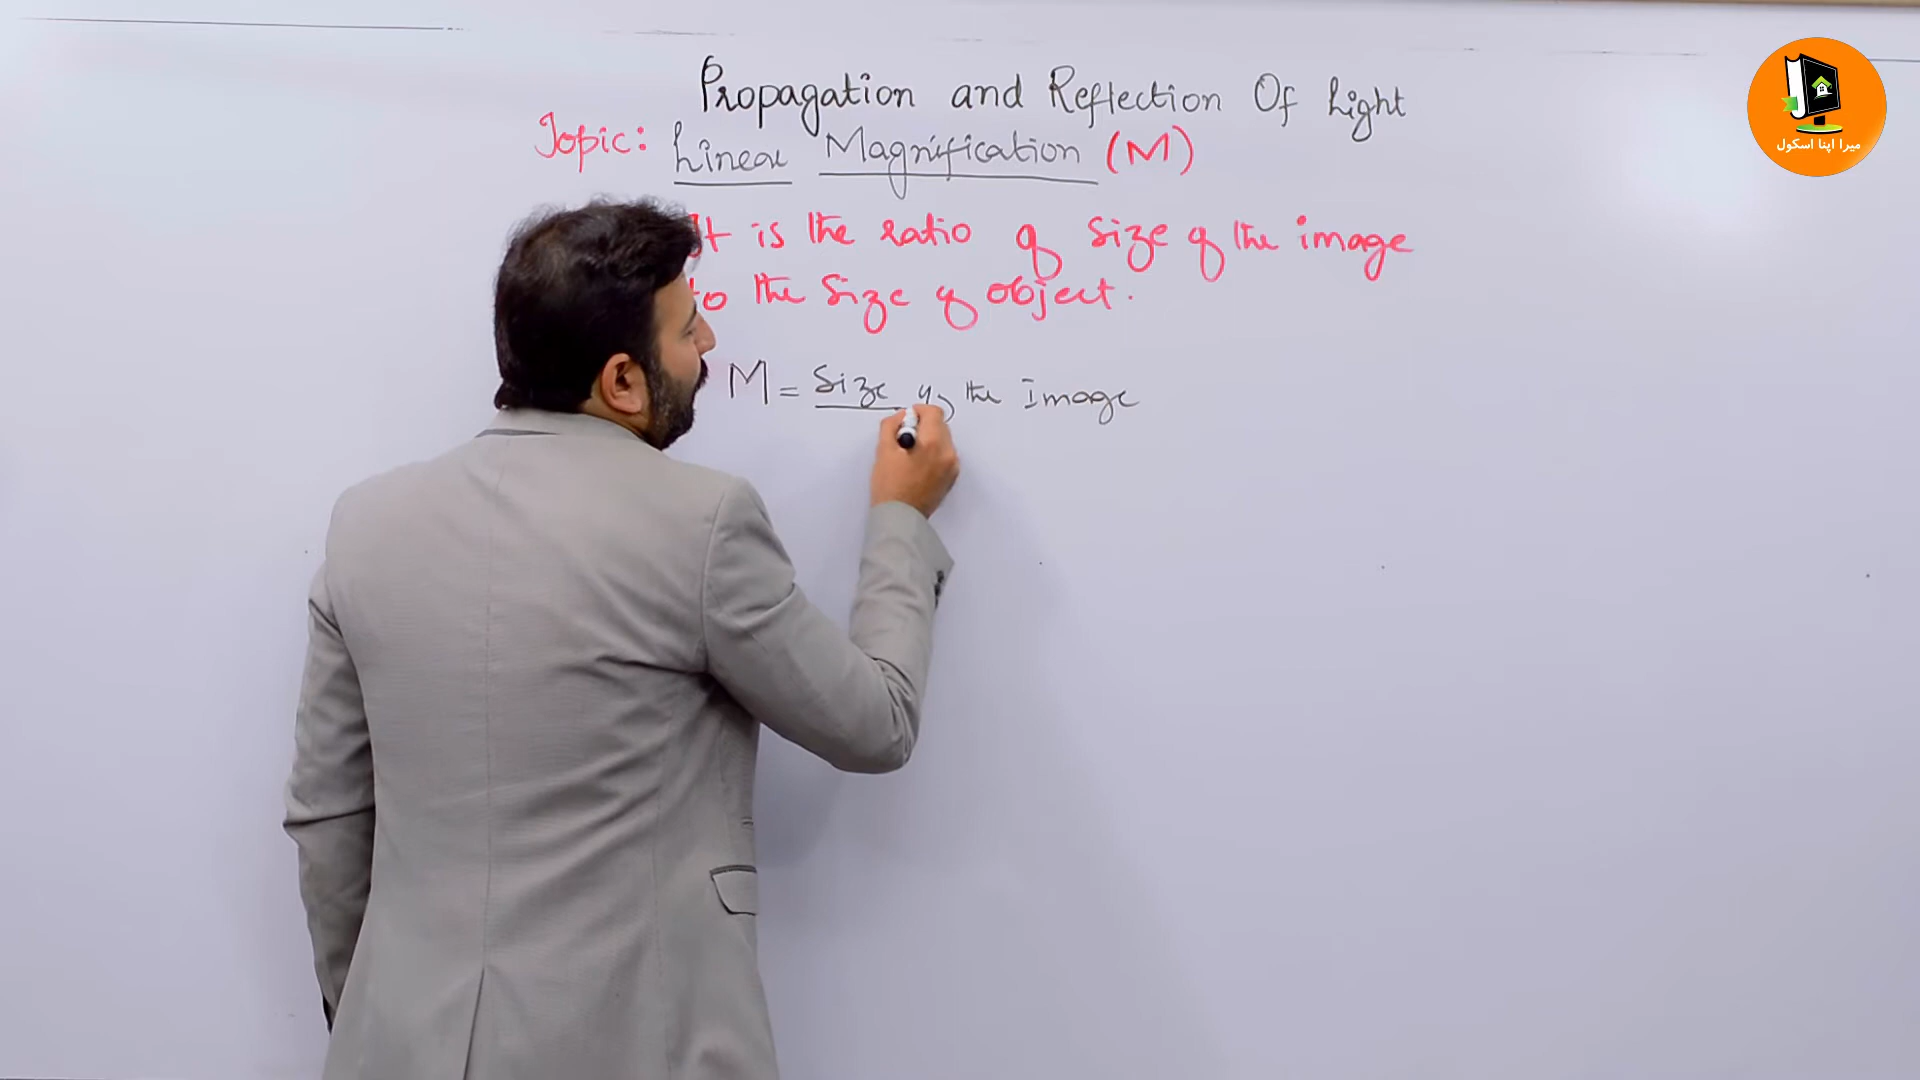 Propagation and Reflection Of Light
Topic: Linear Magnification (M)
It is the ratio of size of the image
to the size of object.
M = Size of the Image
میرا اپنا اسکول